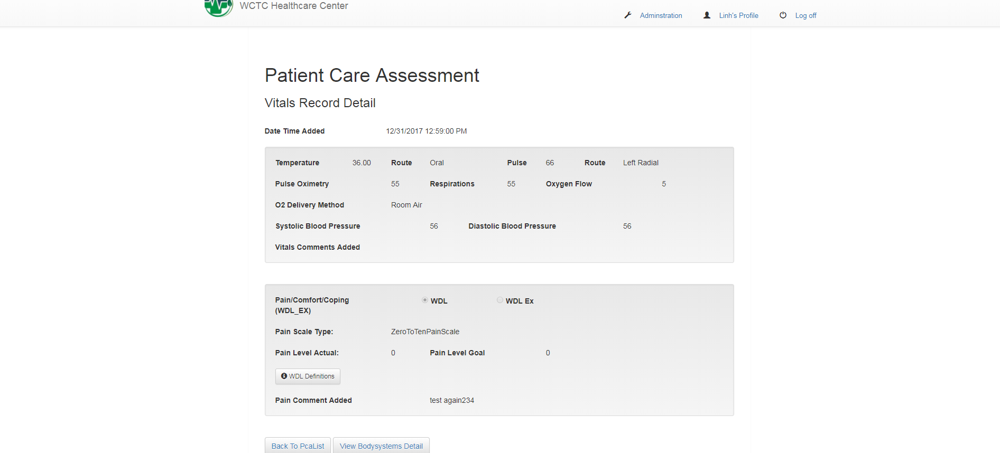 WCTC Healthcare Center
Adminstration Linh's Profile Log off
Patient Care Assessment
Vitals Record Detail
Date Time Added 12/31/2017 12:59:00 PM
Temperature 36.00 Route Oral Pulse 66 Route Left Radial
Pulse Oximetry 55 Respirations 55 Oxygen Flow 5
O2 Delivery Method Room Air
Systolic Blood Pressure 56 Diastolic Blood Pressure 56
Vitals Comments Added
Pain/Comfort/Coping WDL WDL Ex
(WDL_EX)
Pain Scale Type: ZeroToTenPainScale
Pain Level Actual: 0 Pain Level Goal 0
WDL Definitions
Pain Comment Added test again234
Back To PcaList View Bodysystems Detail